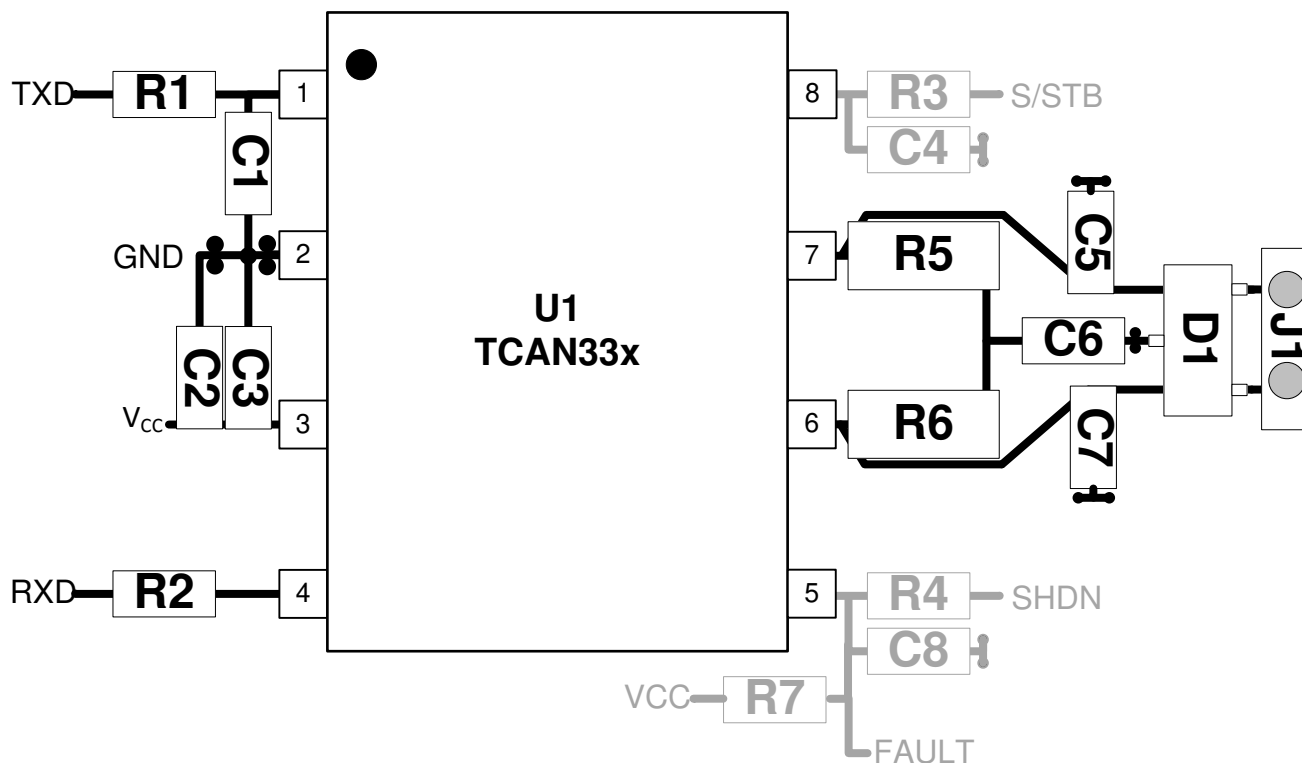 TXD R1 1 8 R3 S/STB
C1 C4
GND 2 7 R5 C5
U1
TCAN33x
C6 D1 J1
C2 C3
VCC 3 6 R6 C7
RXD R2 4 5 R4 SHDN
C8
VCC R7
FAULT